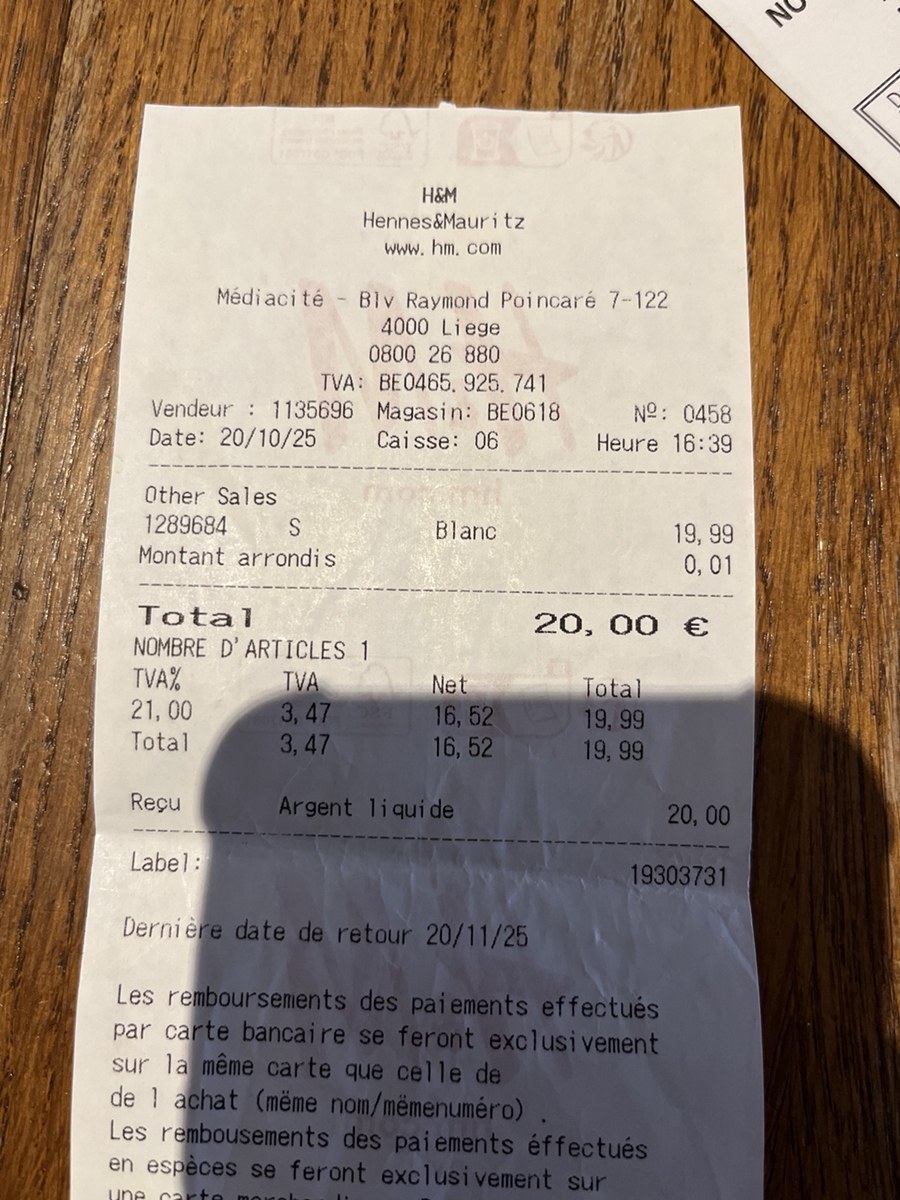 NO
H&M
Hennes&Mauritz
www.hm.com
Médiacité - Blv Raymond Poincaré 7-122
4000 Liege
0800 26 880
TVA: BE0465.925.741
Vendeur : 1135696 Magasin: BE0618 Nº: 0458
Date: 20/10/25 Caisse: 06 Heure 16:39
Other Sales
1289684 S Blanc 19,99
Montant arrondis 0,01
Total 20,00 €
NOMBRE D'ARTICLES 1
TVA% TVA Net Total
21,00 3,47 16,52 19,99
Total 3,47 16,52 19,99
Reçu Argent liquide 20,00
Label: 19303731
Dernière date de retour 20/11/25
Les remboursements des paiements effectués
par carte bancaire se feront exclusivement
sur la même carte que celle de
de l achat (mëme nom/mëmenuméro) .
Les rembousements des paiements éffectués
en espèces se feront exclusivement sur
une carte